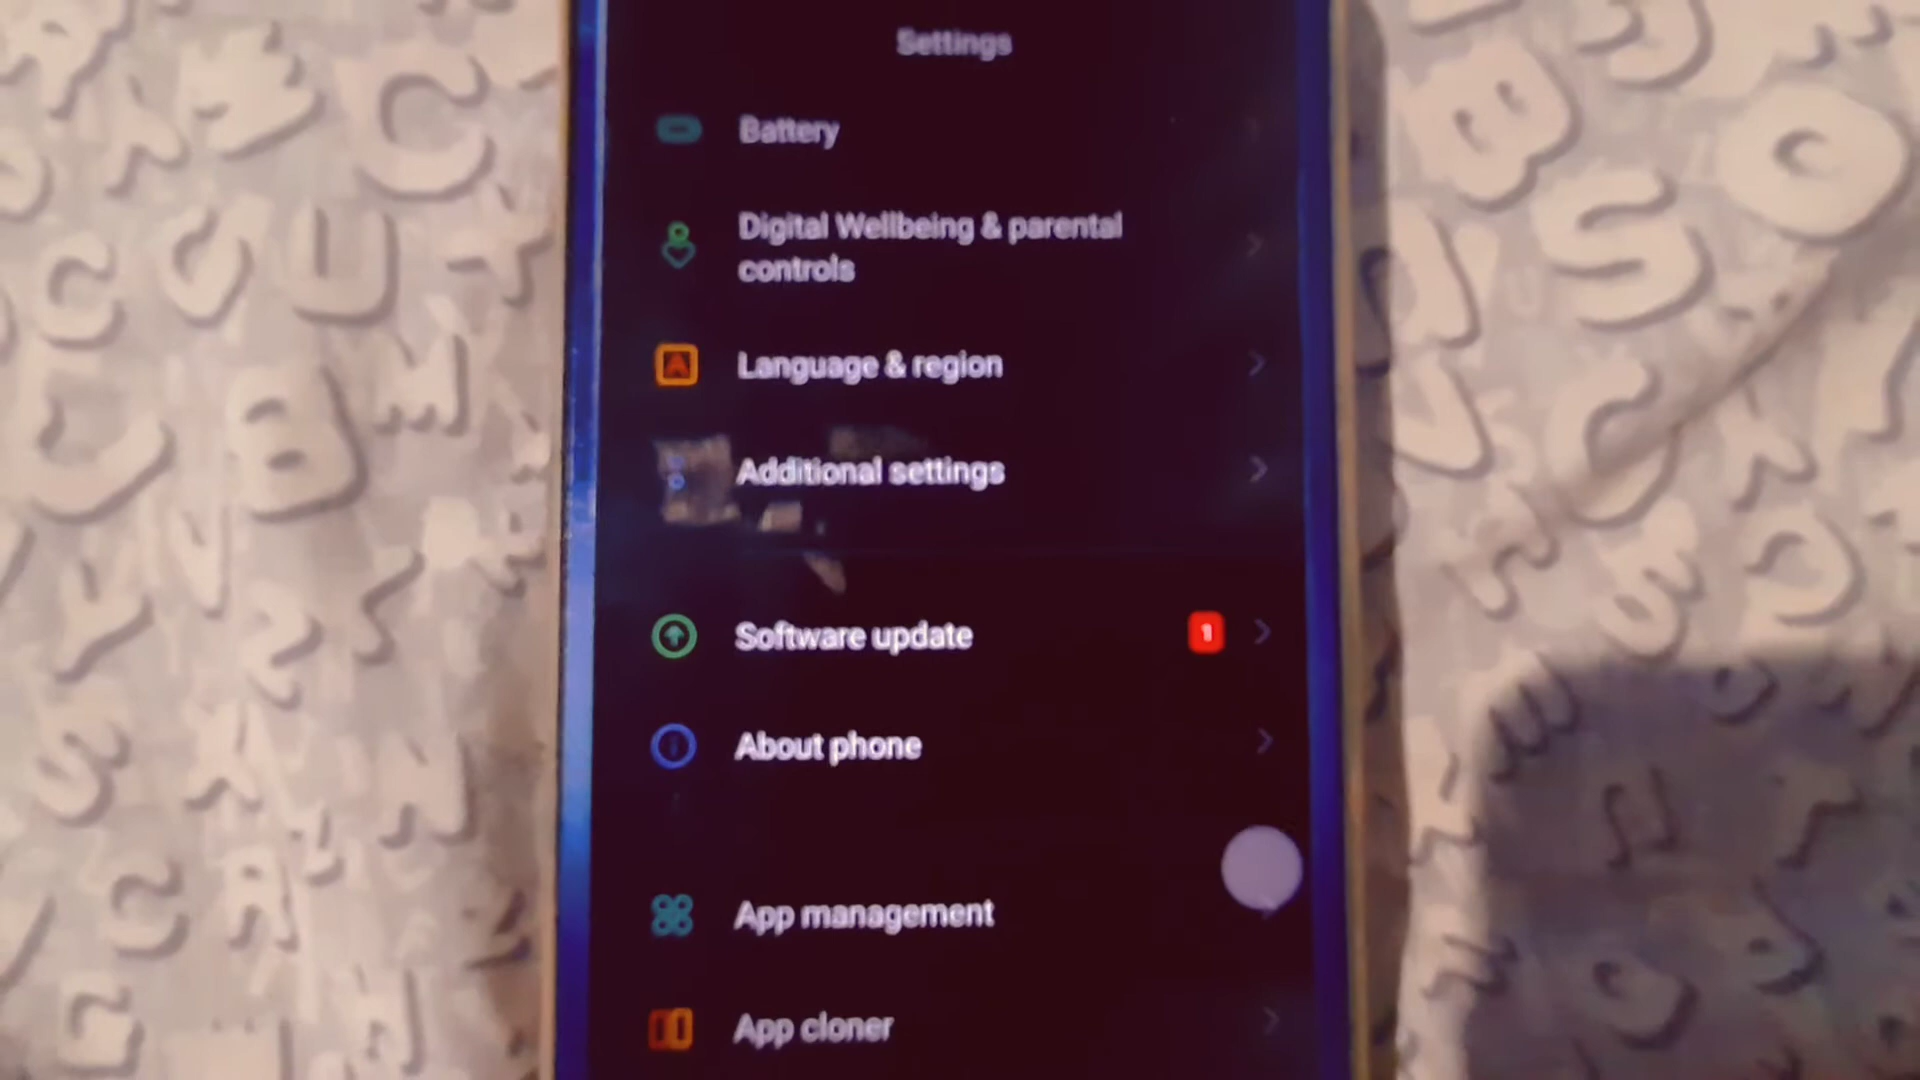 Settings
Battery
Digital Wellbeing & parental
controls
Language & region
Additional settings
Software update
1
About phone
App management
App cloner